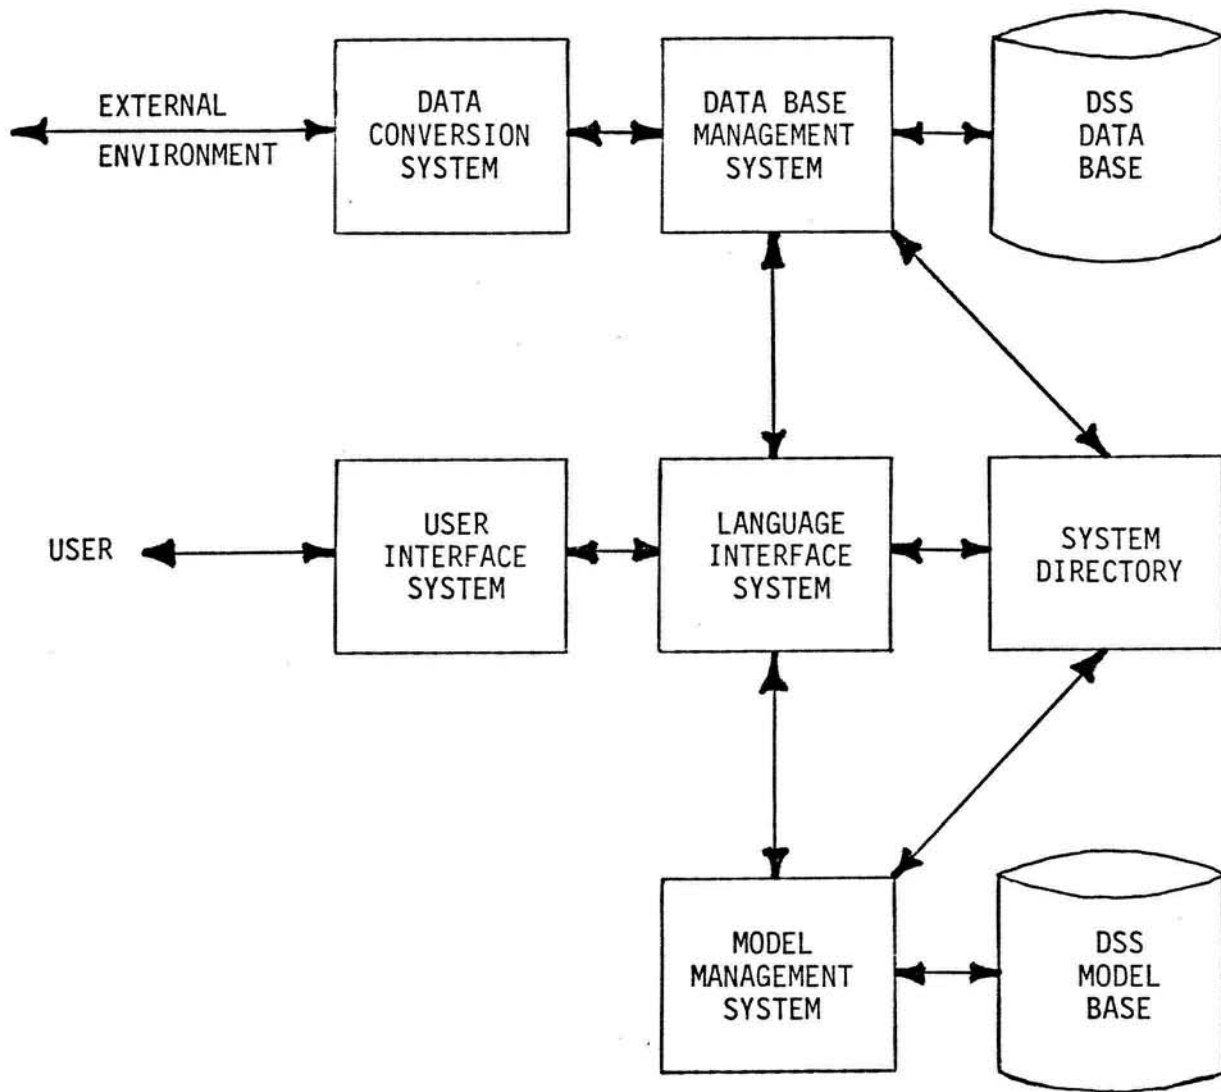 EXTERNAL
ENVIRONMENT
DATA
CONVERSION
SYSTEM
DATA BASE
MANAGEMENT
SYSTEM
DSS
DATA
BASE
USER
USER
INTERFACE
SYSTEM
LANGUAGE
INTERFACE
SYSTEM
SYSTEM
DIRECTORY
MODEL
MANAGEMENT
SYSTEM
DSS
MODEL
BASE